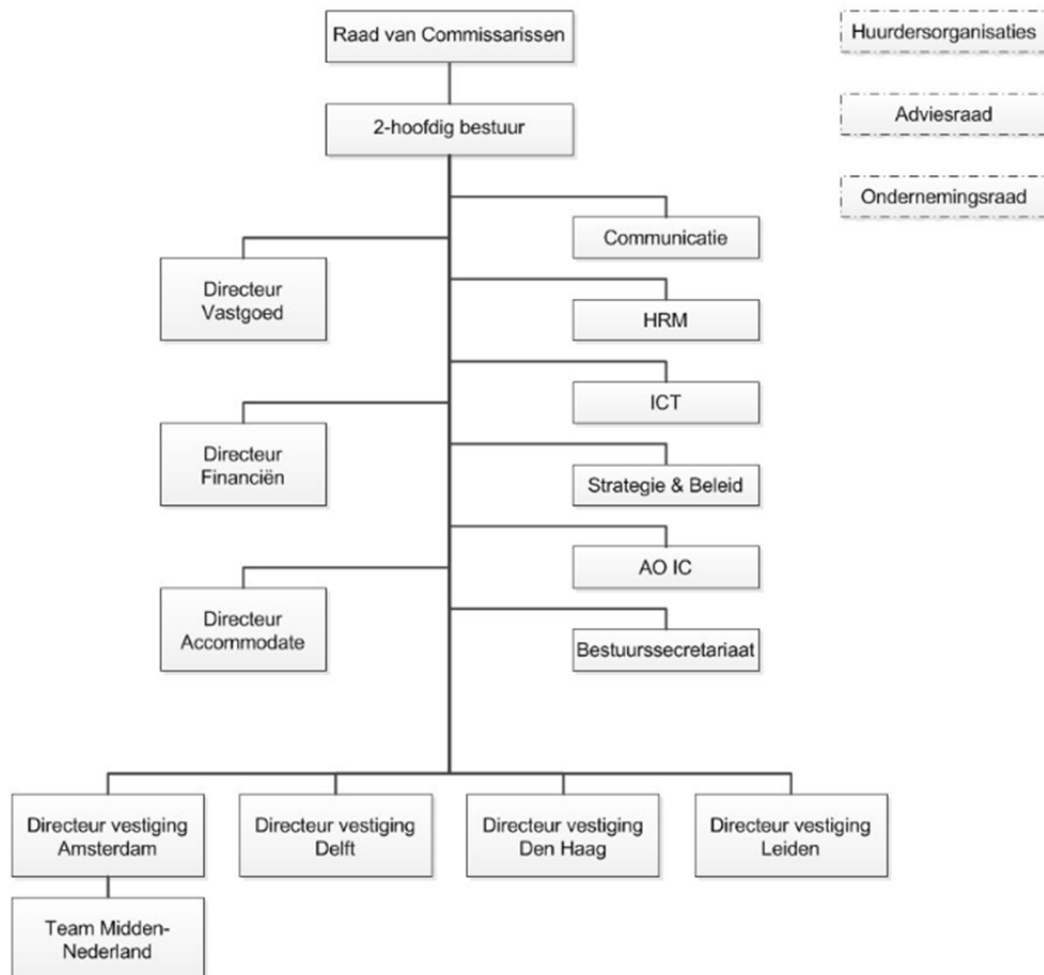 Raad van Commissarissen
2-hoofdig bestuur
Huurdersorganisaties
Adviesraad
Ondernemingsraad
Communicatie
Directeur
Vastgoed
HRM
ICT
Directeur
Financiën
Strategie & Beleid
AO IC
Directeur
Accommodate
Bestuurssecretariaat
Directeur vestiging
Amsterdam
Directeur vestiging
Delft
Directeur vestiging
Den Haag
Directeur vestiging
Leiden
Team Midden-
Nederland